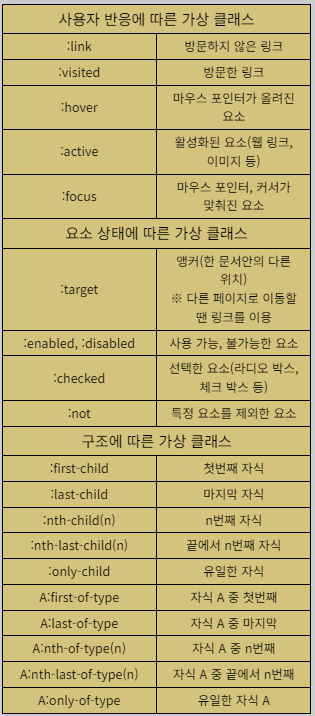 사용자 반응에 따른 가상 클래스
:link 방문하지 않은 링크
:visited 방문한 링크
:hover 마우스 포인터가 올려진
요소
:active 활성화된 요소(웹 링크,
이미지 등)
:focus 마우스 포인터, 커서가
맞춰진 요소
요소 상태에 따른 가상 클래스
:target 앵커(한 문서안의 다른
위치)
※ 다른 페이지로 이동할
땐 링크를 이용
:enabled, :disabled 사용 가능, 불가능한 요소
:checked 선택한 요소(라디오 박스,
체크 박스 등)
:not 특정 요소를 제외한 요소
구조에 따른 가상 클래스
:first-child 첫번째 자식
:last-child 마지막 자식
:nth-child(n) n번째 자식
:nth-last-child(n) 끝에서 n번째 자식
:only-child 유일한 자식
A:first-of-type 자식 A 중 첫번째
A:last-of-type 자식 A 중 마지막
A:nth-of-type(n) 자식 A 중 n번째
A:nth-last-of-type(n) 자식 A 중 끝에서 n번째
A:only-of-type 유일한 자식 A